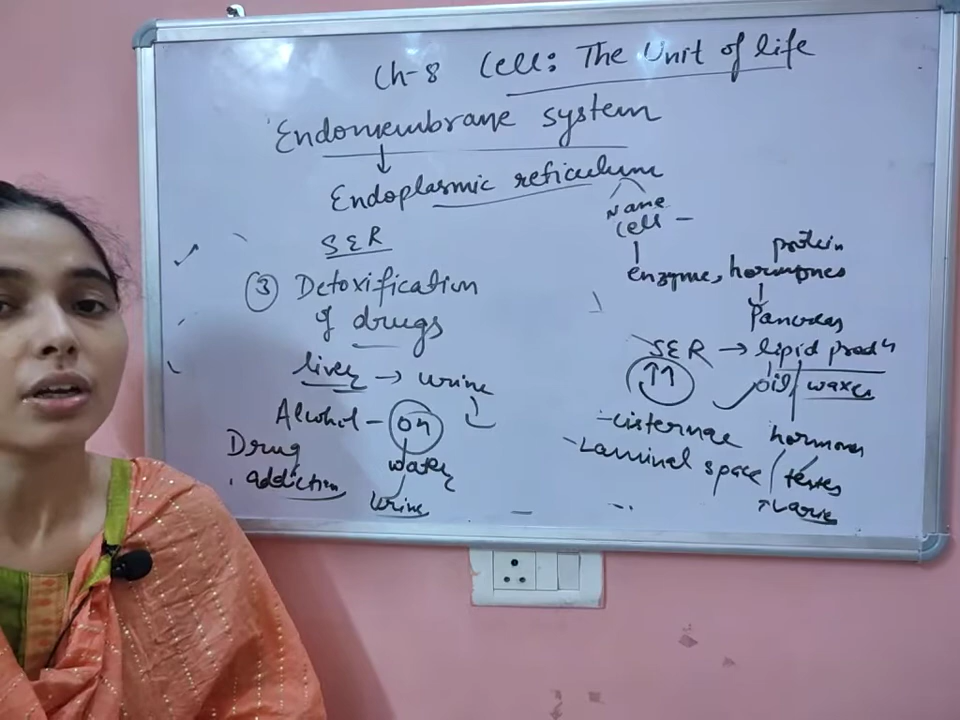 Ch-8 Cell: The Unit of life
Endomembrane system
Endoplasmic reticulum
SER
③ Detoxification
of drugs
liver → urine
Alcohol - OH
water
urine
Drug
addiction
Name
cell -
enzyme, hormones
protein
Pancreas
SER → lipid prodⁿ
oil / waxes
- cisternae
- Laminal space
hormones
testes